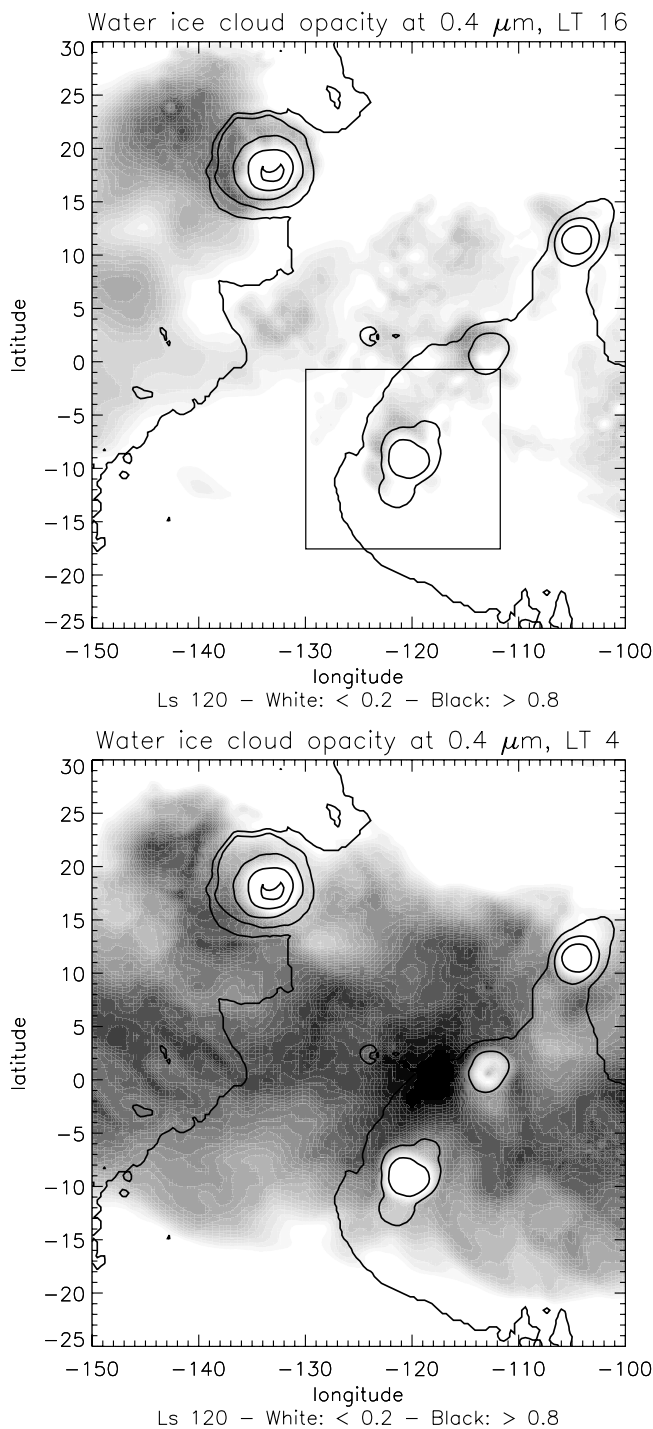 Water ice cloud opacity at 0.4 μm, LT 16
30
25
20
15
10
5
0
−5
−10
−15
−20
−25
latitude
−150 −140 −130 −120 −110 −100
longitude
Ls 120 − White: < 0.2 − Black: > 0.8
Water ice cloud opacity at 0.4 μm, LT 4
30
25
20
15
10
5
0
−5
−10
−15
−20
−25
latitude
−150 −140 −130 −120 −110 −100
longitude
Ls 120 − White: < 0.2 − Black: > 0.8